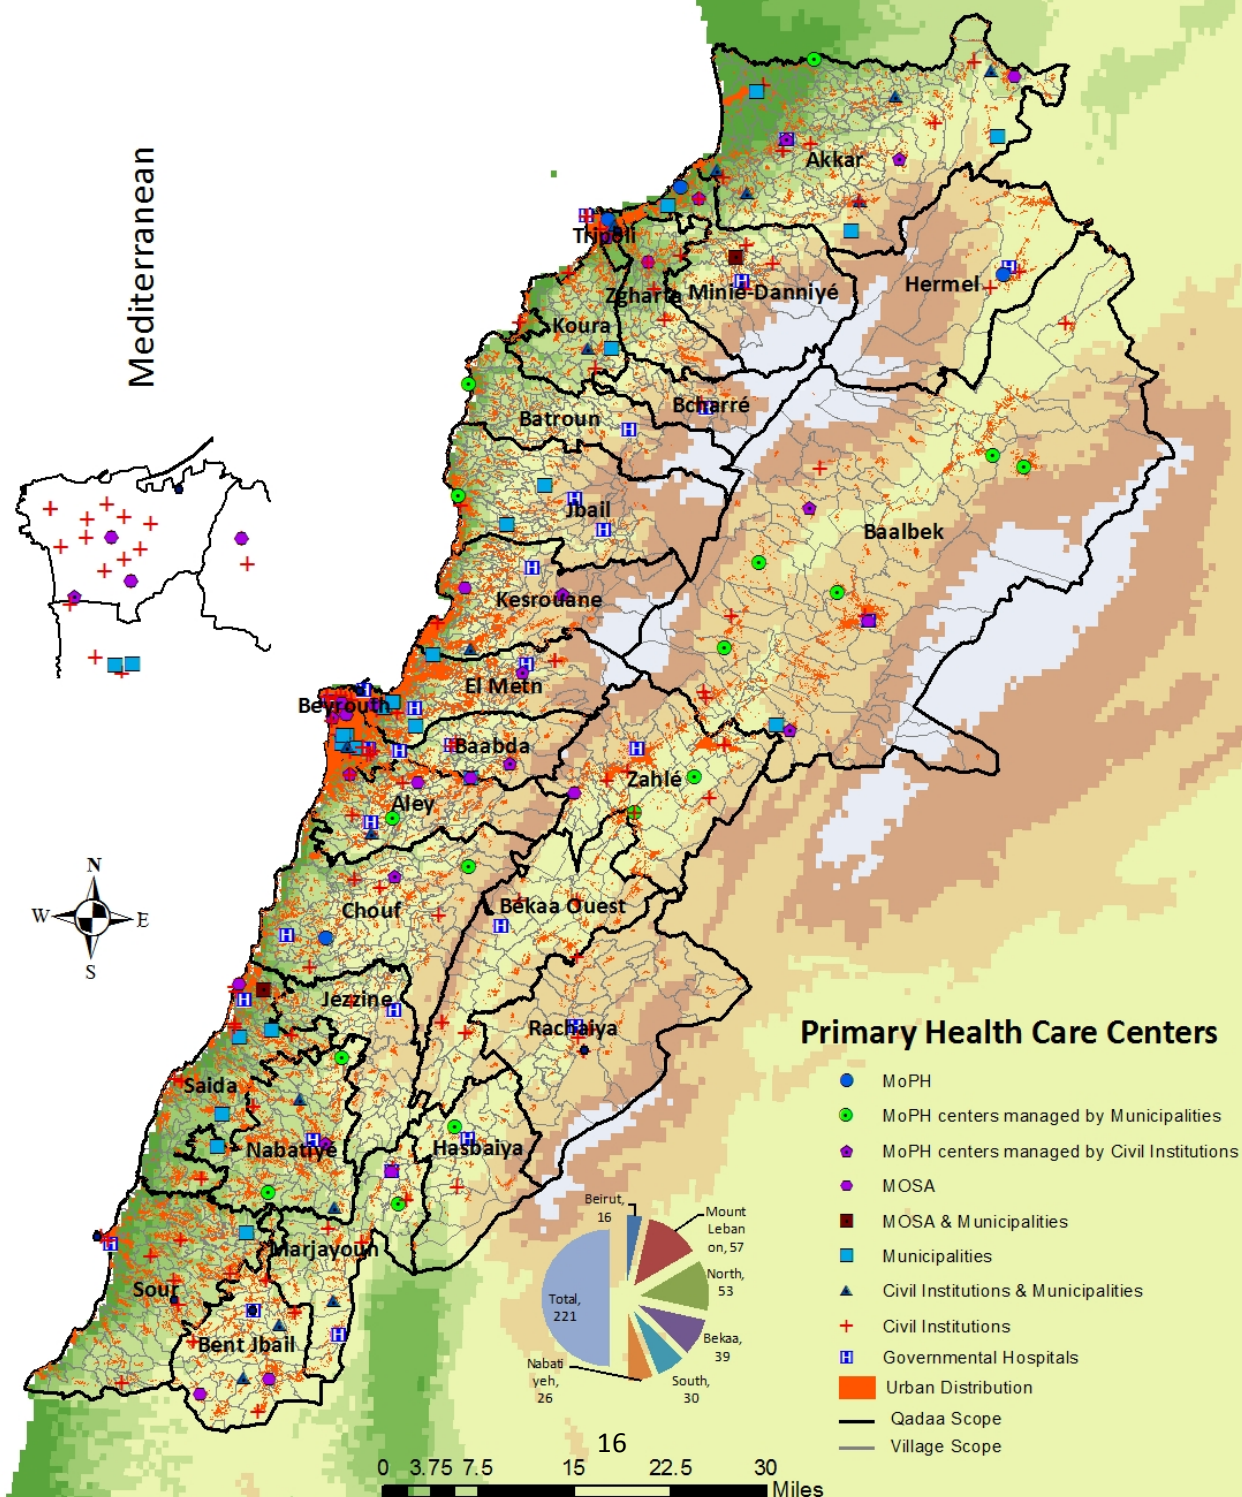 Mediterranean
Akkar
Tripoli
Zgharta
Minié-Danniyé
Hermel
Koura
Batroun
Bcharré
Jbail
Baalbek
Kesrouane
El Metn
Beyrouth
Baabda
Zahlé
Aley
N
W
E
S
Chouf
Bekaa Ouest
Jezzine
Rachaiya
Saida
Nabatiye
Hasbaiya
Marjayoun
Sour
Bent Jbail
Primary Health Care Centers
MoPH
MoPH centers managed by Municipalities
MoPH centers managed by Civil Institutions
MOSA
MOSA & Municipalities
Municipalities
Civil Institutions & Municipalities
Civil Institutions
H Governmental Hospitals
Urban Distribution
Qadaa Scope
Village Scope
Beirut,
16
Mount
Leban
on, 57
North,
53
Bekaa,
39
South,
30
Nabati
yeh,
26
Total,
221
16
0 3.75 7.5 15 22.5 30
Miles